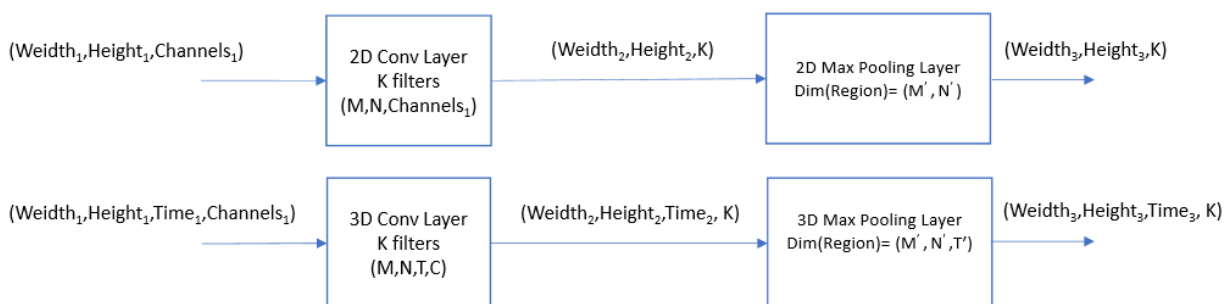 (Weidth₁,Height₁,Channels₁)
2D Conv Layer
K filters
(M,N,Channels₁)
(Weidth₂,Height₂,K)
2D Max Pooling Layer
Dim(Region)= (M′ , N′ )
(Weidth₃,Height₃,K)
(Weidth₁,Height₁,Time₁,Channels₁)
3D Conv Layer
K filters
(M,N,T,C)
(Weidth₂,Height₂,Time₂, K)
3D Max Pooling Layer
Dim(Region)= (M′ , N′ ,T′)
(Weidth₃,Height₃,Time₃, K)